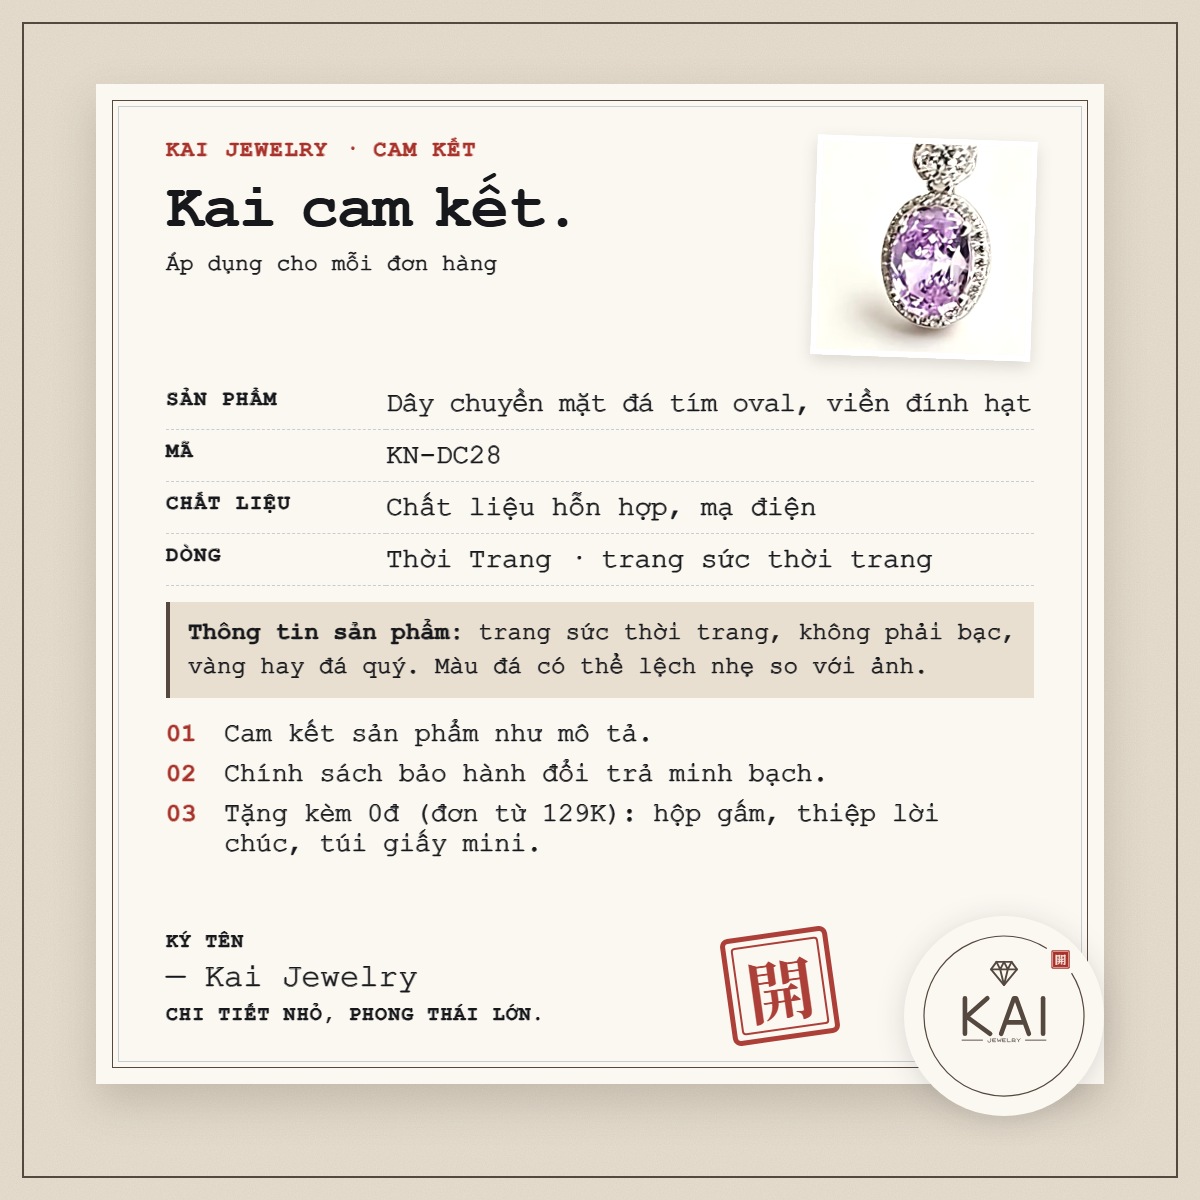 KAI JEWELRY · CAM KẾT
Kai cam kết.
Áp dụng cho mỗi đơn hàng
SẢN PHẨM Dây chuyền mặt đá tím oval, viền đính hạt
MÃ KN-DC28
CHẤT LIỆU Chất liệu hỗn hợp, mạ điện
DÒNG Thời Trang · trang sức thời trang
Thông tin sản phẩm: trang sức thời trang, không phải bạc,
vàng hay đá quý. Màu đá có thể lệch nhẹ so với ảnh.
01 Cam kết sản phẩm như mô tả.
02 Chính sách bảo hành đổi trả minh bạch.
03 Tặng kèm 0đ (đơn từ 129K): hộp gấm, thiệp lời
chúc, túi giấy mini.
KÝ TÊN
— Kai Jewelry
CHI TIẾT NHỎ, PHONG THÁI LỚN.
開
開
KAI
JEWELRY